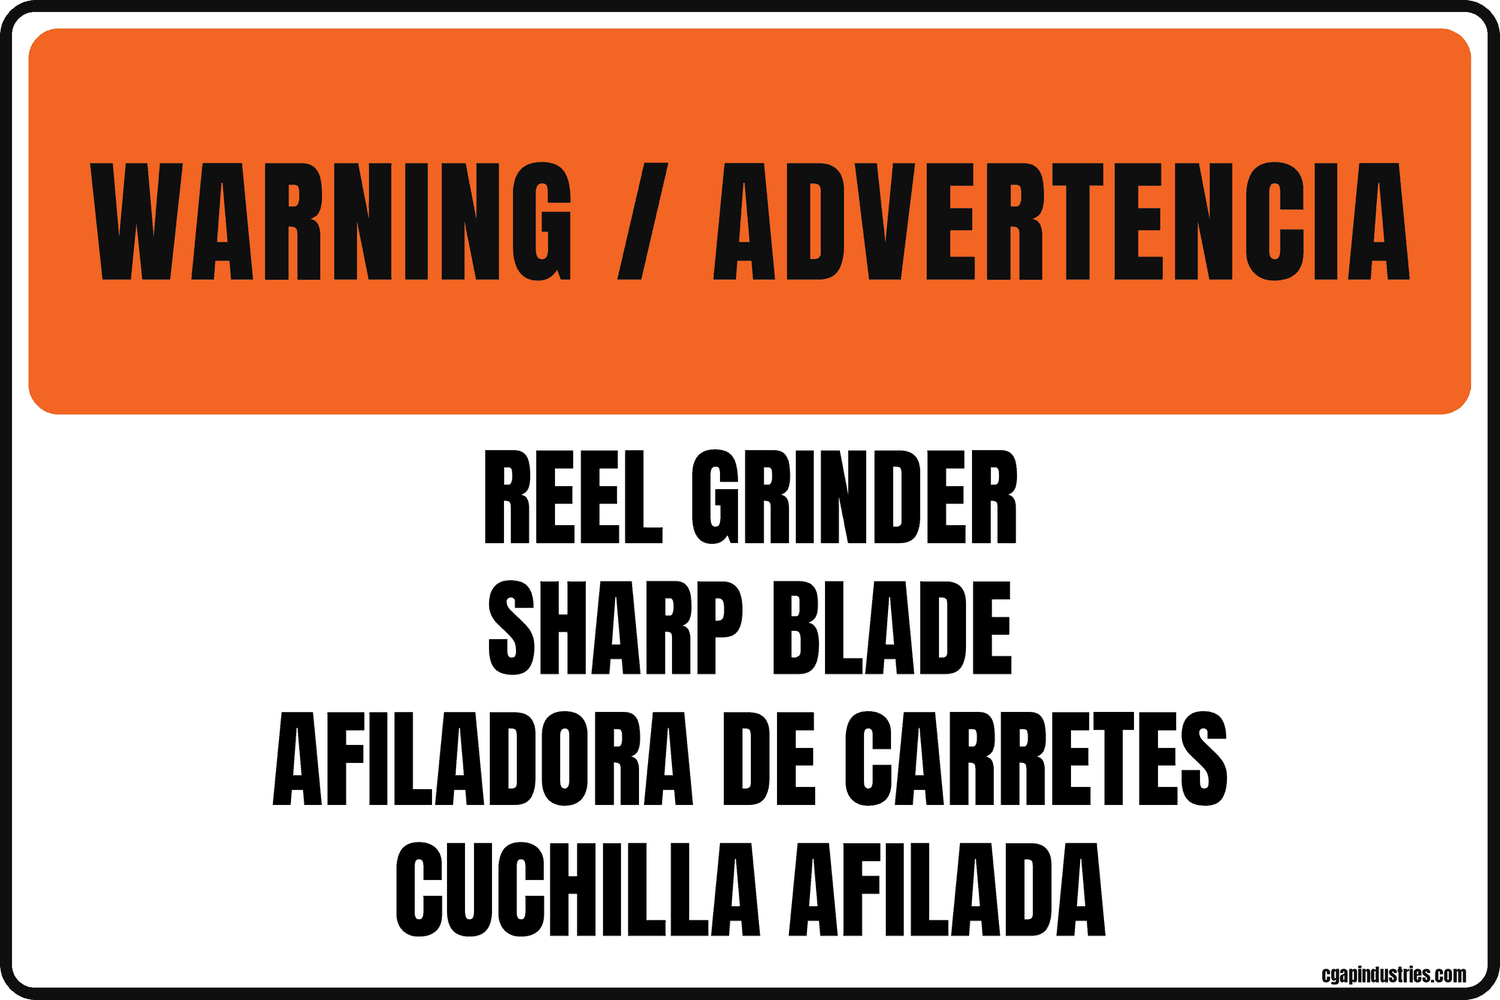 WARNING / ADVERTENCIA
REEL GRINDER
SHARP BLADE
AFILADORA DE CARRETES
CUCHILLA AFILADA
cgapindustries.com